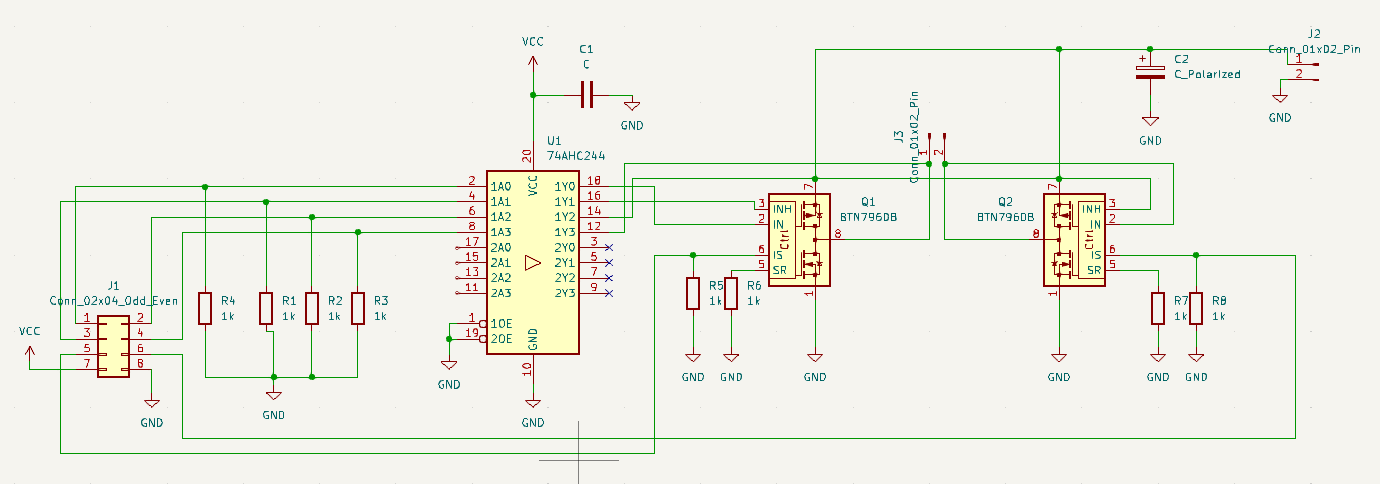 VCC
C1
C
GND
U1
74AHC244
20
VCC
2
1A0
1Y0
18
4
1A1
1Y1
16
6
1A2
1Y2
14
8
1A3
1Y3
12
17
2A0
2Y0
3
15
2A1
2Y1
5
13
2A2
2Y2
7
11
2A3
2Y3
9
1
1OE
19
2OE
GND
10
GND
GND
J1
Conn_02x04_Odd_Even
1
2
3
4
5
6
7
8
VCC
GND
R4
1k
R1
1k
R2
1k
R3
1k
GND
R5
1k
R6
1k
GND
GND
GND
Q1
BTN7960B
7
3
INH
2
IN
6
IS
5
SR
Ctrl
8
1
J3
Conn_01x02_Pin
1
2
Q2
BTN7960B
7
INH
3
IN
2
IS
6
SR
5
Ctrl
8
1
GND
R7
1k
R8
1k
GND
GND
C2
C_Polarized
+
GND
J2
Conn_01x02_Pin
1
2
GND